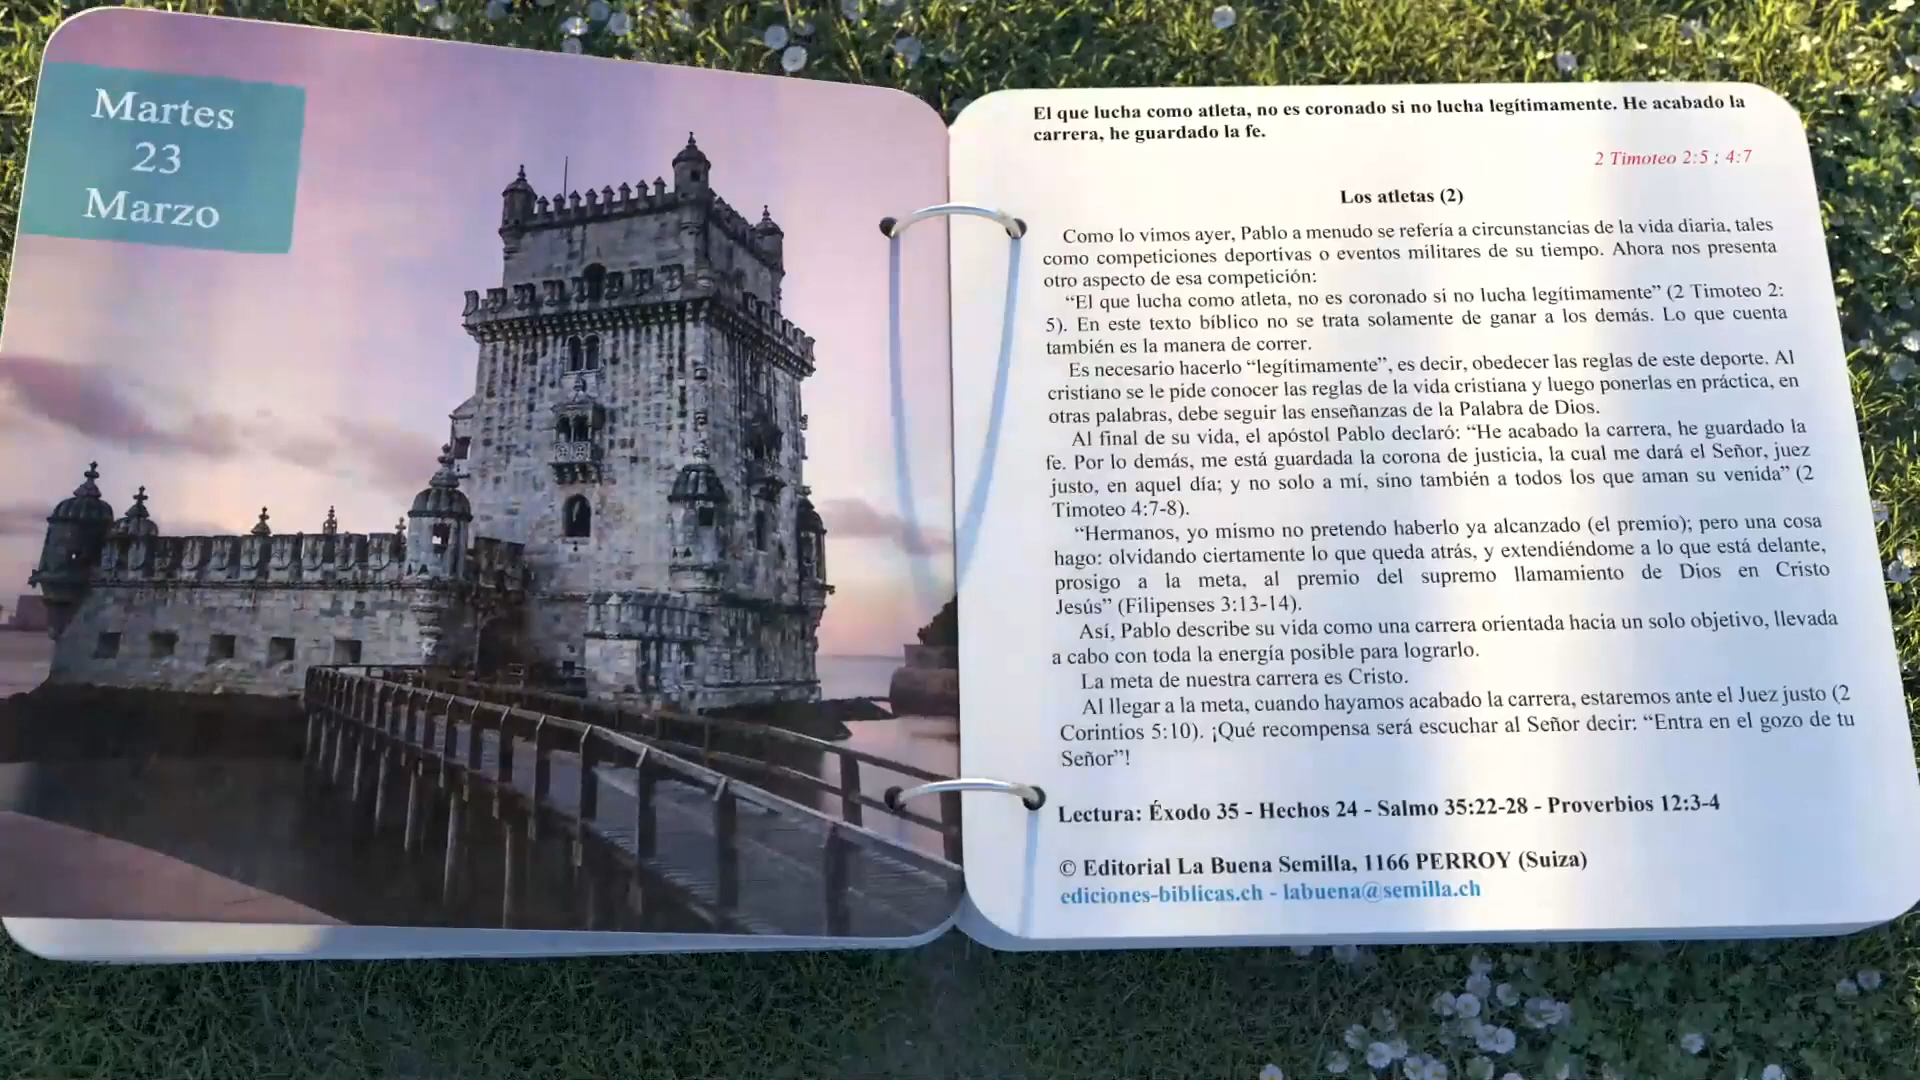 Martes
23
Marzo
El que lucha como atleta, no es coronado si no lucha legítimamente. He acabado la
carrera, he guardado la fe.
2 Timoteo 2:5 ; 4:7
Los atletas (2)
Como lo vimos ayer, Pablo a menudo se refería a circunstancias de la vida diaria, tales
como competiciones deportivas o eventos militares de su tiempo. Ahora nos presenta
otro aspecto de esa competición:
“El que lucha como atleta, no es coronado si no lucha legítimamente” (2 Timoteo 2:
5). En este texto bíblico no se trata solamente de ganar a los demás. Lo que cuenta
también es la manera de correr.
Es necesario hacerlo “legítimamente”, es decir, obedecer las reglas de este deporte. Al
cristiano se le pide conocer las reglas de la vida cristiana y luego ponerlas en práctica, en
otras palabras, debe seguir las enseñanzas de la Palabra de Dios.
Al final de su vida, el apóstol Pablo declaró: “He acabado la carrera, he guardado la
fe. Por lo demás, me está guardada la corona de justicia, la cual me dará el Señor, juez
justo, en aquel día; y no solo a mí, sino también a todos los que aman su venida” (2
Timoteo 4:7-8).
“Hermanos, yo mismo no pretendo haberlo ya alcanzado (el premio); pero una cosa
hago: olvidando ciertamente lo que queda atrás, y extendiéndome a lo que está delante,
prosigo a la meta, al premio del supremo llamamiento de Dios en Cristo
Jesús” (Filipenses 3:13-14).
Así, Pablo describe su vida como una carrera orientada hacia un solo objetivo, llevada
a cabo con toda la energía posible para lograrlo.
La meta de nuestra carrera es Cristo.
Al llegar a la meta, cuando hayamos acabado la carrera, estaremos ante el Juez justo (2
Corintios 5:10). ¡Qué recompensa será escuchar al Señor decir: “Entra en el gozo de tu
Señor”!
Lectura: Éxodo 35 - Hechos 24 - Salmo 35:22-28 - Proverbios 12:3-4
© Editorial La Buena Semilla, 1166 PERROY (Suiza)
ediciones-biblicas.ch - labuena@semilla.ch